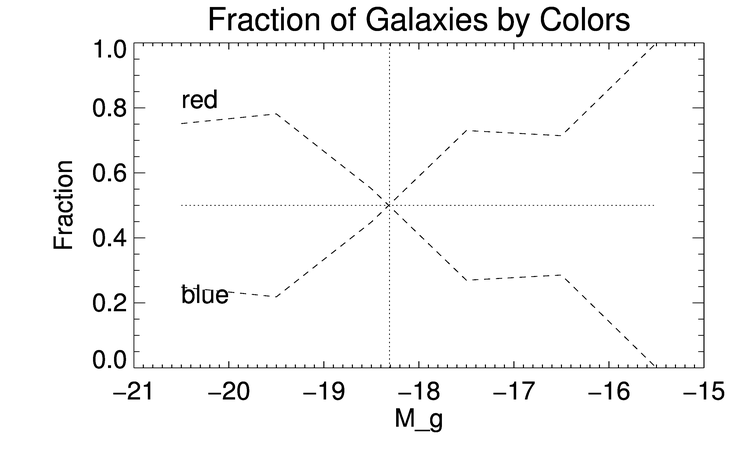 Fraction of Galaxies by Colors
1.0
0.8
0.6
0.4
0.2
0.0
Fraction
red
blue
−21 −20 −19 −18 −17 −16 −15
M_g